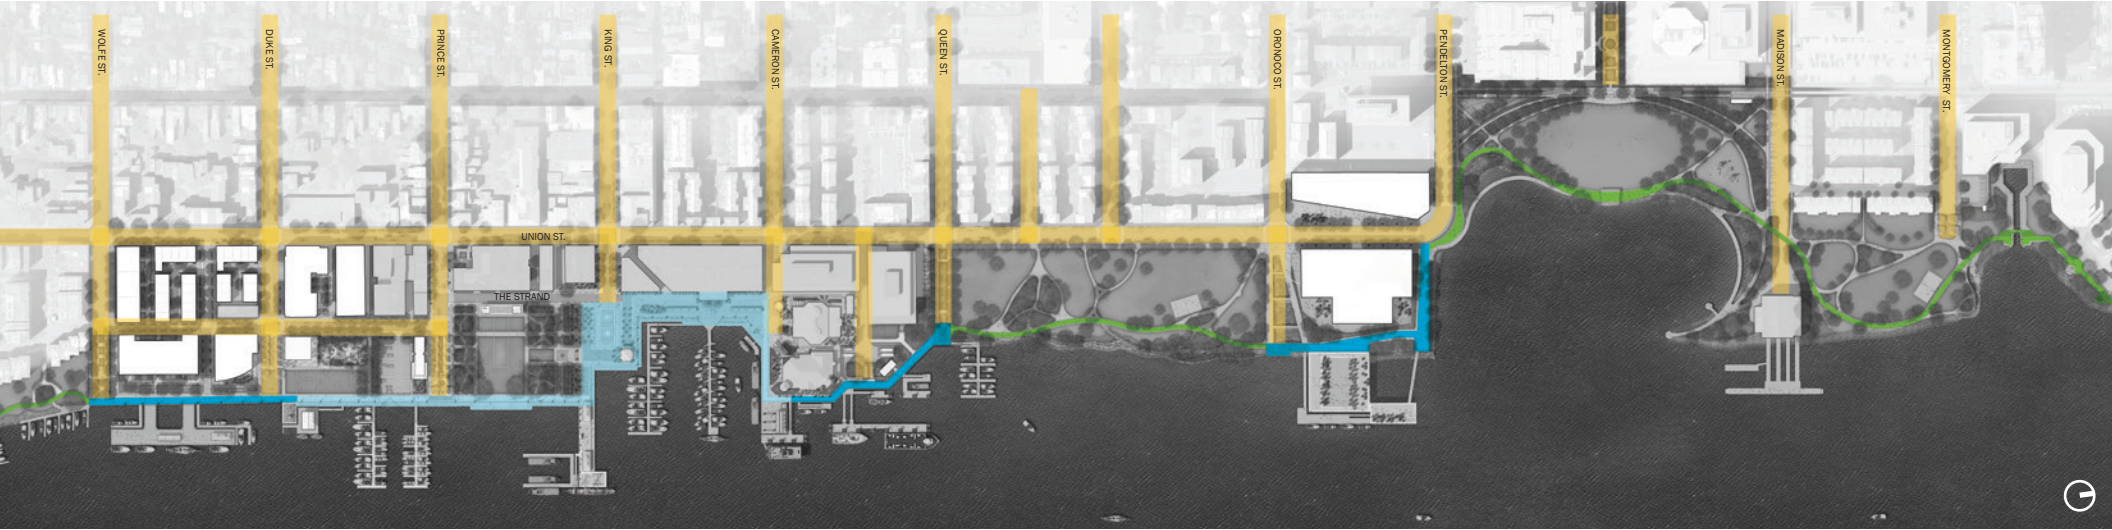 WOLFE ST.
DUKE ST.
PRINCE ST.
KING ST.
CAMERON ST.
QUEEN ST.
ORONOCO ST.
PENDELTON ST.
MADISON ST.
MONTGOMERY ST.
UNION ST.
THE STRAND